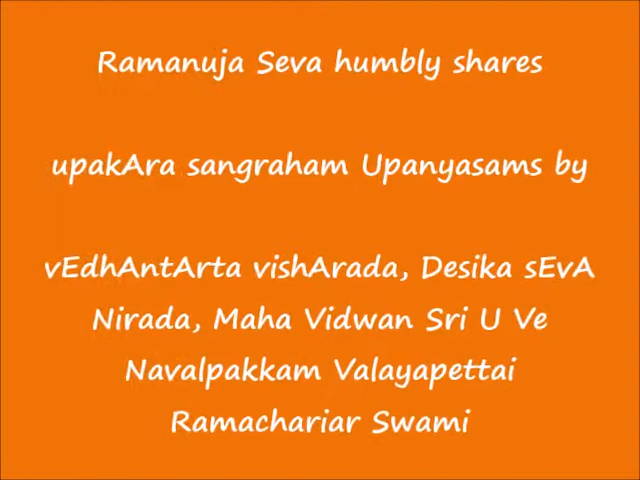 Ramanuja Seva humbly shares
upakAra sangraham Upanyasams by
vEdhAntArta vishArada, Desika sEvA
Nirada, Maha Vidwan Sri U Ve
Navalpakkam Valayapettai
Ramachariar Swami